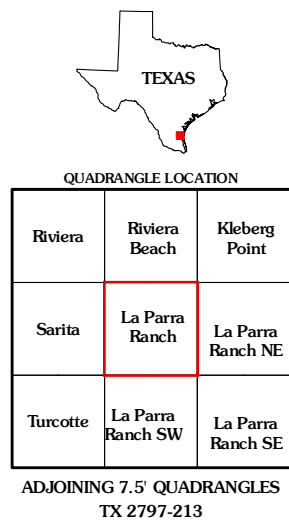 TEXAS
QUADRANGLE LOCATION
Riviera
Riviera
Beach
Kleberg
Point
Sarita
La Parra
Ranch
La Parra
Ranch NE
Turcotte
La Parra
Ranch SW
La Parra
Ranch SE
ADJOINING 7.5' QUADRANGLES
TX 2797-213